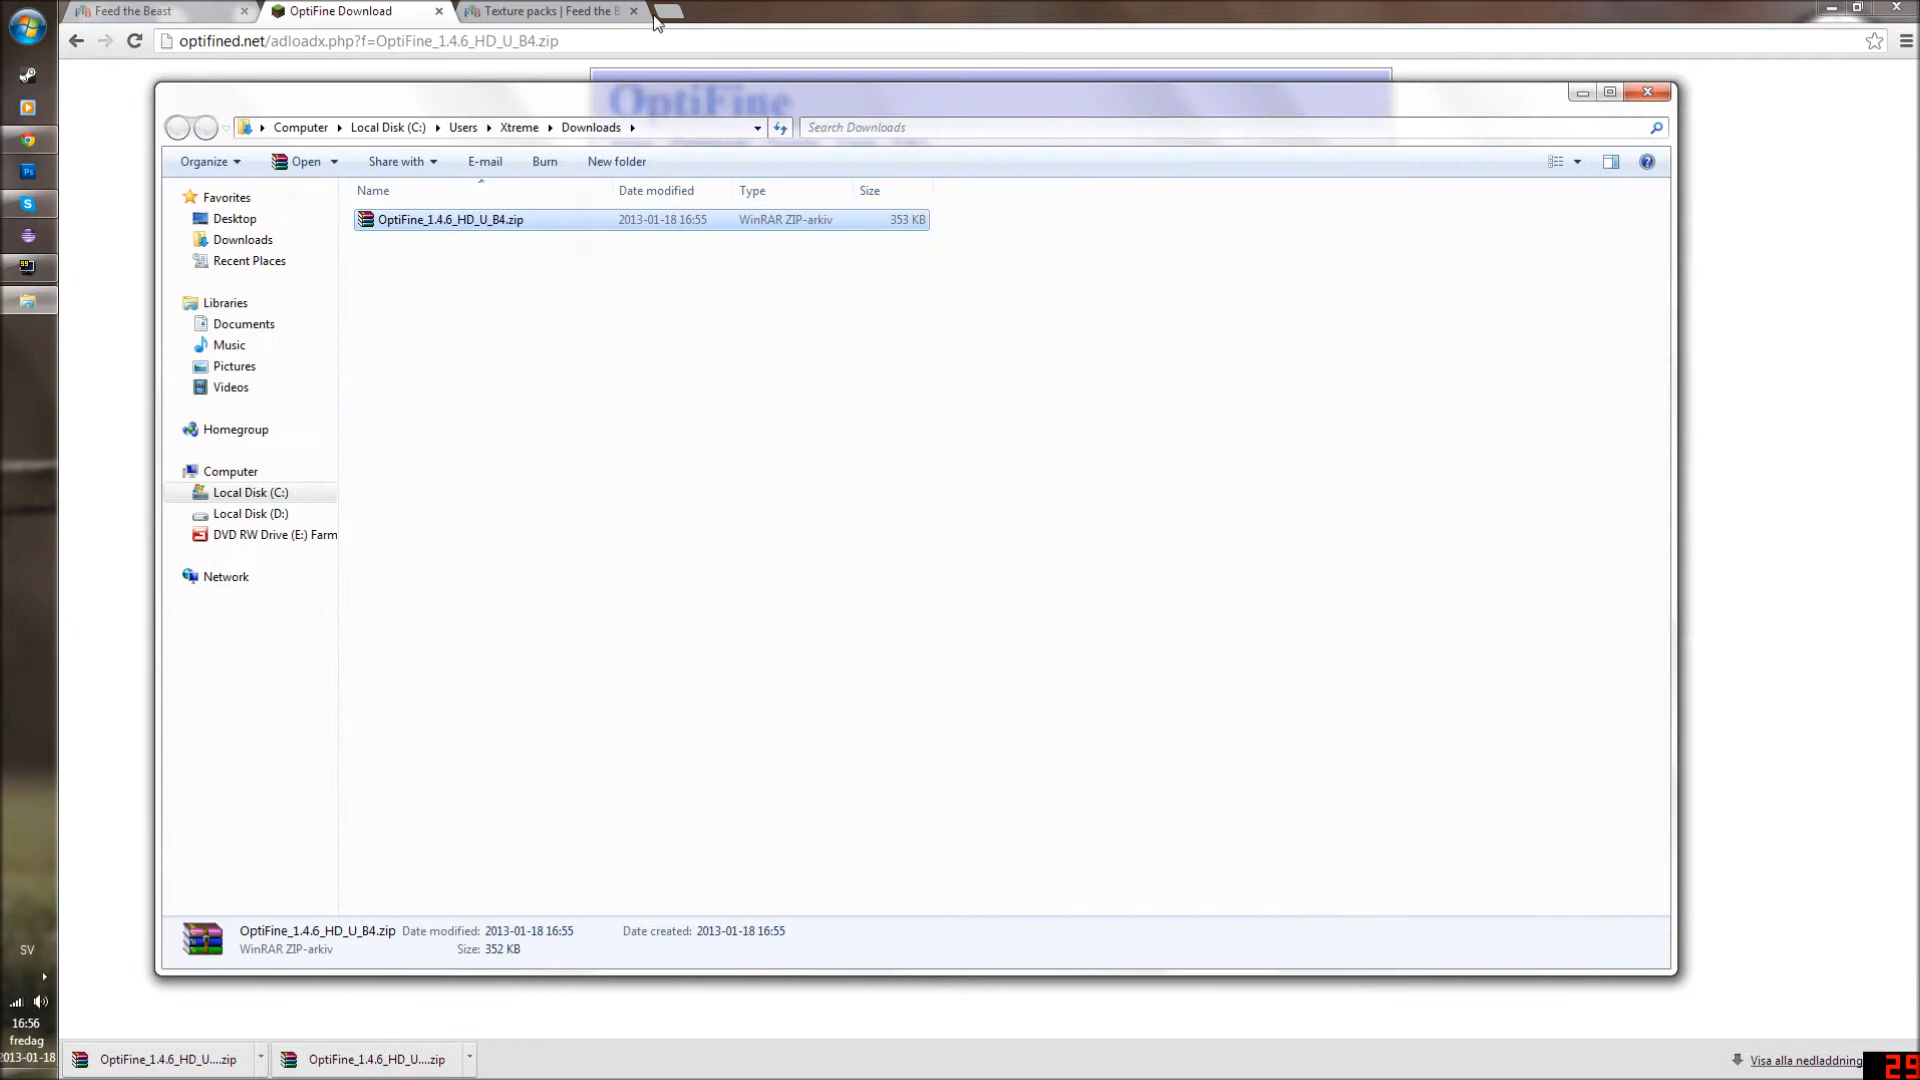 Feed the Beast
OptiFine Download
Texture packs | Feed the B
optifined.net/adloadx.php?f=OptiFine_1.4.6_HD_U_B4.zip
OptiFine
Computer
Local Disk (C:)
Users
Xtreme
Downloads
Search Downloads
Organize
Open
Share with
E-mail
Burn
New folder
Name
Date modified
Type
Size
OptiFine_1.4.6_HD_U_B4.zip
2013-01-18 16:55
WinRAR ZIP-arkiv
353 KB
Favorites
Desktop
Downloads
Recent Places
Libraries
Documents
Music
Pictures
Videos
Homegroup
Computer
Local Disk (C:)
Local Disk (D:)
DVD RW Drive (E:) Farm
Network
OptiFine_1.4.6_HD_U_B4.zip Date modified: 2013-01-18 16:55 Date created: 2013-01-18 16:55
WinRAR ZIP-arkiv Size: 352 KB
Ps
99
SV
16:56
fredag
2013-01-18
OptiFine_1.4.6_HD_U....zip
OptiFine_1.4.6_HD_U....zip
Visa alla nedladdning
29